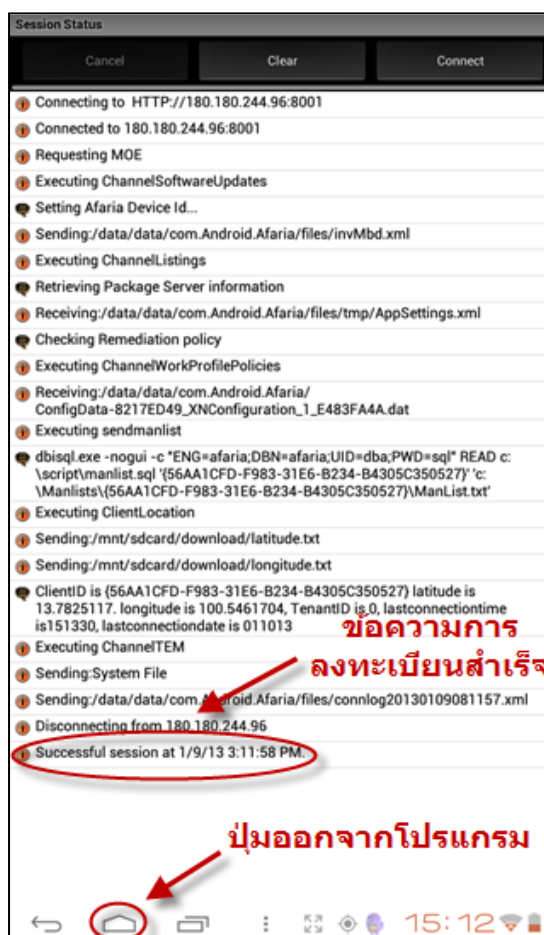 Session Status
Cancel
Clear
Connect
Connecting to HTTP://180.180.244.96:8001
Connected to 180.180.244.96:8001
Requesting MOE
Executing ChannelSoftwareUpdates
Setting Afaria Device Id...
Sending:/data/data/com.Android.Afaria/files/invMbd.xml
Executing ChannelListings
Retrieving Package Server information
Receiving:/data/data/com.Android.Afaria/files/tmp/AppSettings.xml
Checking Remediation policy
Executing ChannelWorkProfilePolicies
Receiving:/data/data/com.Android.Afaria/
ConfigData-8217ED49_XNConfiguration_1_E483FA4A.dat
Executing sendmanlist
dbisql.exe -nogui -c "ENG=afaria;DBN=afaria;UID=dba;PWD=sql" READ c:
\script\manlist.sql '{56AA1CFD-F983-31E6-B234-B4305C350527}' 'c:
\Manlists\{56AA1CFD-F983-31E6-B234-B4305C350527}\ManList.txt'
Executing ClientLocation
Sending:/mnt/sdcard/download/latitude.txt
Sending:/mnt/sdcard/download/longitude.txt
ClientID is {56AA1CFD-F983-31E6-B234-B4305C350527} latitude is
13.7825117. longitude is 100.5461704, TenantID is 0, lastconnectiontime
is151330, lastconnectiondate is 011013
ข้อความการ
Executing ChannelTEM
ลงทะเบียนสำเร็จ
Sending:System File
Sending:/data/data/com.Android.Afaria/files/connlog20130109081157.xml
Disconnecting from 180.180.244.96
Successful session at 1/9/13 3:11:58 PM.
ปุ่มออกจากโปรแกรม
15:12